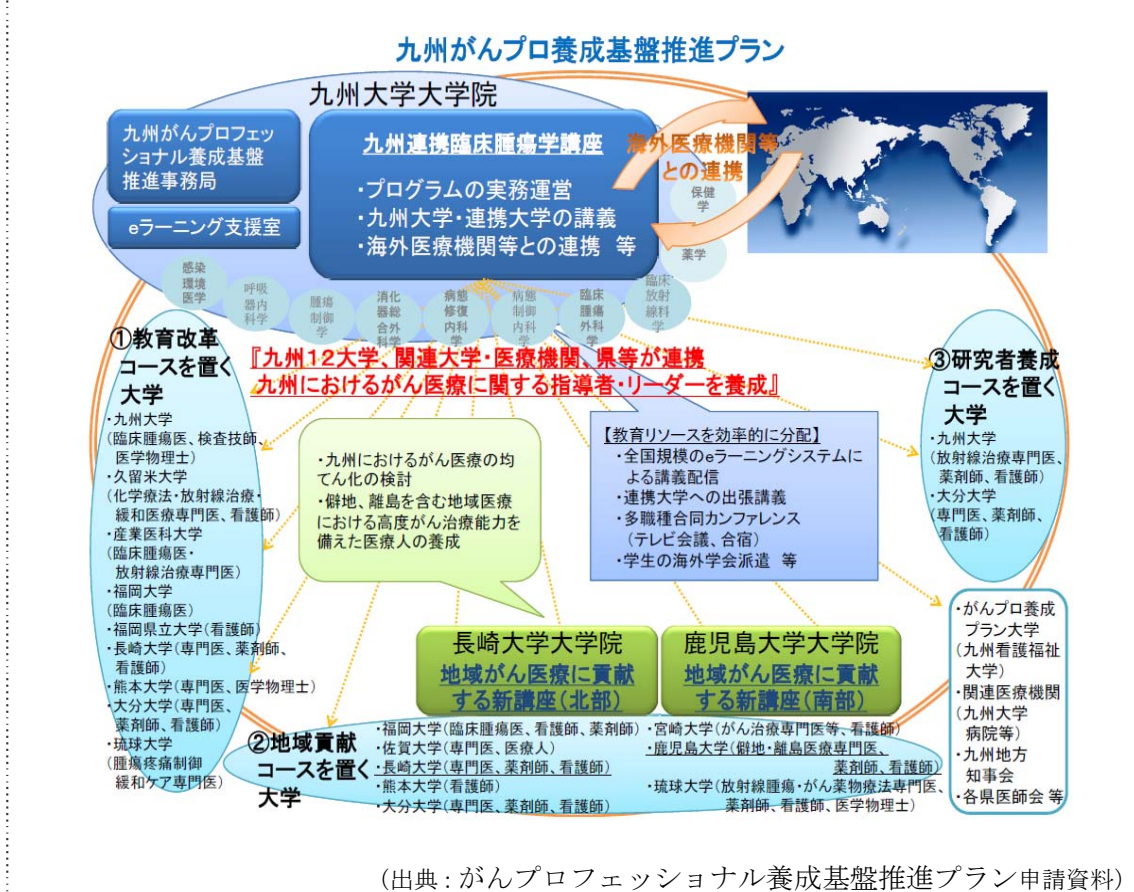 九州がんプロ養成基盤推進プラン
九州大学大学院
九州がんプロフェッ
ショナル養成基盤
推進事務局
eラーニング支援室
九州連携臨床腫瘍学講座
・プログラムの実務運営
・九州大学・連携大学の講義
・海外医療機関等との連携 等
海外医療機関等
との連携
保健
学
薬学
臨床
放射
線科
学
感染
環境
医学
呼吸
器内
科学
腫瘍
制御
学
消化
器総
合外
科学
病態
修復
内科
学
病態
制御
内科
学
臨床
腫瘍
外科
学
『九州12大学、関連大学・医療機関、県等が連携
九州におけるがん医療に関する指導者・リーダーを養成』
①教育改革
コースを置く
大学
・九州大学
(臨床腫瘍医、検査技師、
医学物理士)
・久留米大学
(化学療法・放射線治療・
緩和医療専門医、看護師)
・産業医科大学
(臨床腫瘍医・
放射線治療専門医)
・福岡大学
(臨床腫瘍医)
・福岡県立大学(看護師)
・長崎大学(専門医、薬剤師、
看護師)
・熊本大学(専門医、医学物理士)
・大分大学(専門医、
薬剤師、看護師)
・琉球大学
(腫瘍疼痛制御
緩和ケア専門医)
・九州におけるがん医療の均
てん化の検討
・僻地、離島を含む地域医療
における高度がん治療能力を
備えた医療人の養成
【教育リソースを効率的に分配】
・全国規模のeラーニングシステムに
よる講義配信
・連携大学への出張講義
・多職種合同カンファレンス
(テレビ会議、合宿)
・学生の海外学会派遣 等
③研究者養成
コースを置く
大学
・九州大学
(放射線治療専門医、
薬剤師、看護師)
・大分大学
(専門医、薬剤師、
看護師)
・がんプロ養成
プラン大学
(九州看護福祉
大学)
・関連医療機関
(九州大学
病院等)
・九州地方
知事会
・各県医師会 等
長崎大学大学院
地域がん医療に貢献
する新講座(北部)
鹿児島大学大学院
地域がん医療に貢献
する新講座(南部)
②地域貢献
コースを置く
大学
・福岡大学(臨床腫瘍医、看護師、薬剤師)
・佐賀大学(専門医、医療人)
・長崎大学(専門医、薬剤師、看護師)
・熊本大学(看護師)
・大分大学(専門医、薬剤師、看護師)
・宮崎大学(がん治療専門医等、看護師)
・鹿児島大学(僻地・離島医療専門医、
薬剤師、看護師)
・琉球大学(放射線腫瘍・がん薬物療法専門医、
薬剤師、看護師、医学物理士)
(出典：がんプロフェッショナル養成基盤推進プラン申請資料)